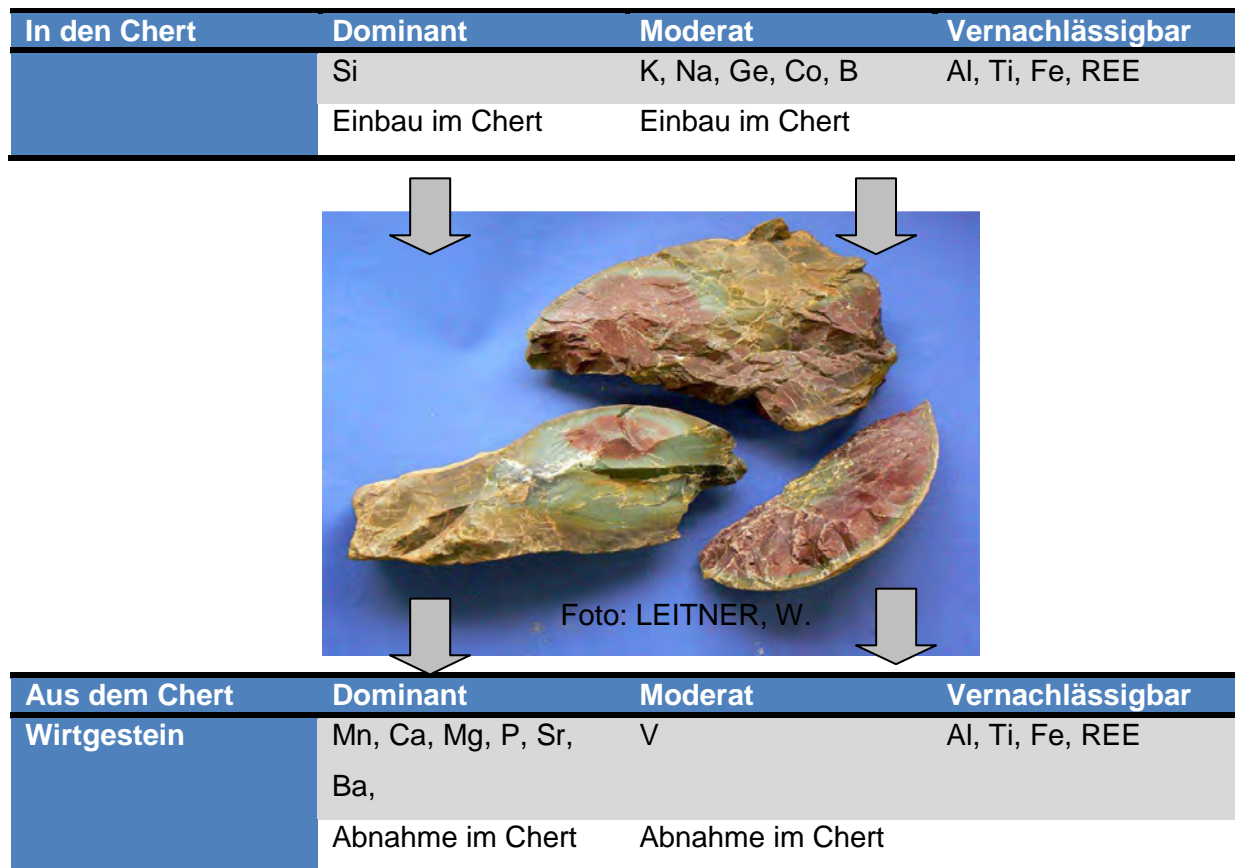 In den Chert Dominant Moderat Vernachlässigbar
Si K, Na, Ge, Co, B Al, Ti, Fe, REE
Einbau im Chert Einbau im Chert
Foto: LEITNER, W.
Aus dem Chert Dominant Moderat Vernachlässigbar
Wirtgestein Mn, Ca, Mg, P, Sr, V Al, Ti, Fe, REE
Ba,
Abnahme im Chert Abnahme im Chert